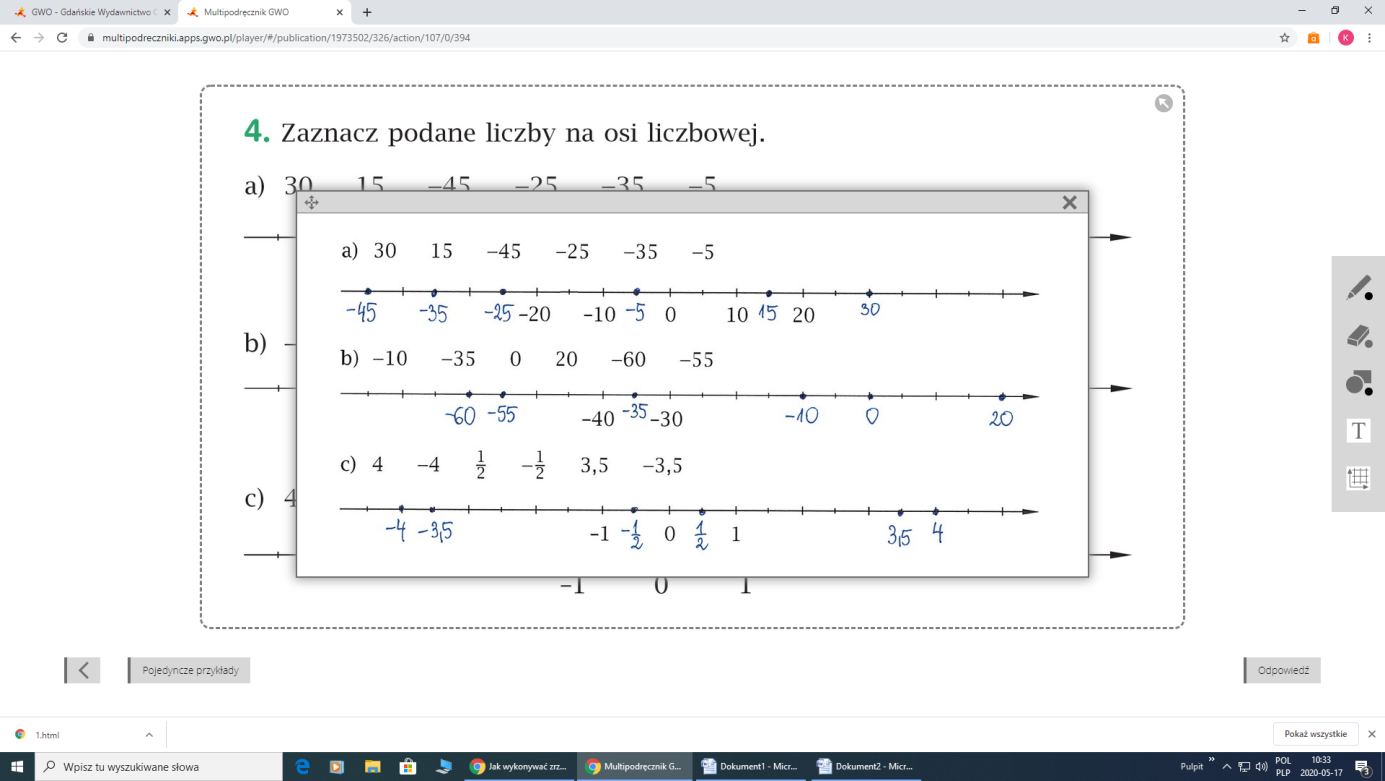 GWO - Gdańskie Wydawnictwo
Multipodręcznik GWO
multipodreczniki.apps.gwo.pl/player/#/publication/1973502/326/action/107/0/394
K
4. Zaznacz podane liczby na osi liczbowej.
a) 30 15 –45 –25 –35 –5
a) 30 15 –45 –25 –35 –5
-45 -35 -25 –20 –10 -5 0 10 15 20 30
b) –
b) –10 –35 0 20 –60 –55
-60 -55 –40 -35 –30 -10 0 20
c) 4
c) 4 –4 1/2 –1/2 3,5 –3,5
-4 -3,5 –1 -1/2 0 1/2 1 3,5 4
–1 0 1
T
Pojedyncze przykłady
Odpowiedź
1.html
Pokaż wszystkie
Wpisz tu wyszukiwane słowa
Jak wykonywać zrz...
Multipodręcznik G...
Dokument1 - Micr...
Dokument2 - Micr...
Pulpit
POL
PLP
10:33
2020-05-17
3